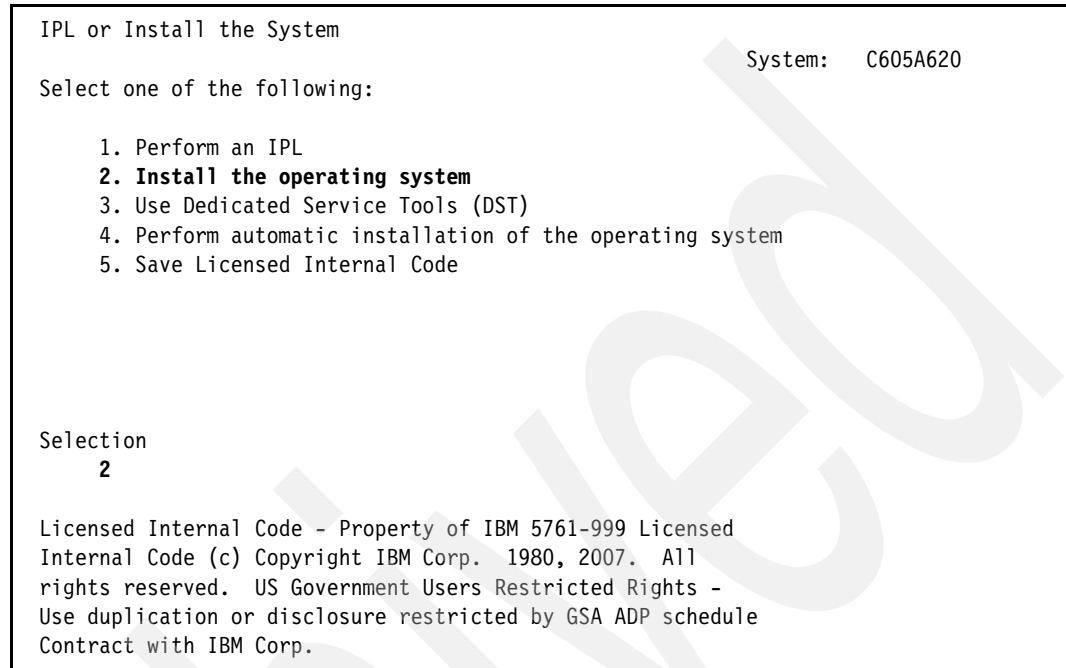 IPL or Install the System
System: C605A620
Select one of the following:
1. Perform an IPL
2. Install the operating system
3. Use Dedicated Service Tools (DST)
4. Perform automatic installation of the operating system
5. Save Licensed Internal Code
Selection
2
Licensed Internal Code - Property of IBM 5761-999 Licensed
Internal Code (c) Copyright IBM Corp. 1980, 2007. All
rights reserved. US Government Users Restricted Rights -
Use duplication or disclosure restricted by GSA ADP schedule
Contract with IBM Corp.